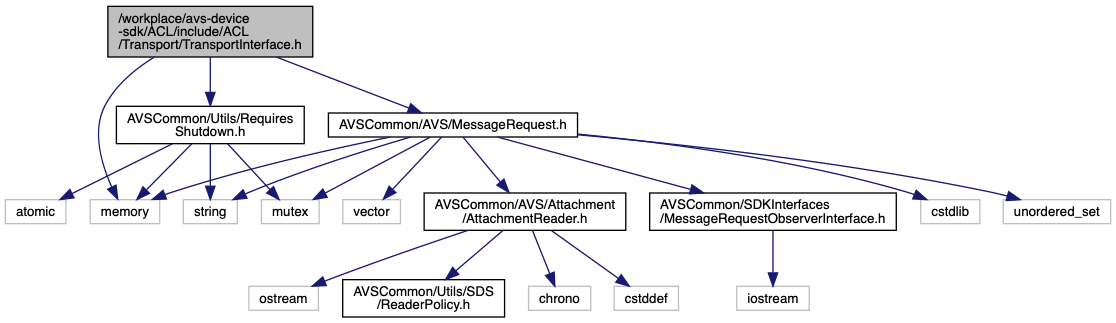 /workplace/avs-device
-sdk/ACL/include/ACL
/Transport/TransportInterface.h
AVSCommon/Utils/Requires
Shutdown.h
AVSCommon/AVS/MessageRequest.h
atomic
memory
string
mutex
vector
AVSCommon/AVS/Attachment
/AttachmentReader.h
AVSCommon/SDKInterfaces
/MessageRequestObserverInterface.h
cstdlib
unordered_set
ostream
AVSCommon/Utils/SDS
/ReaderPolicy.h
chrono
cstddef
iostream